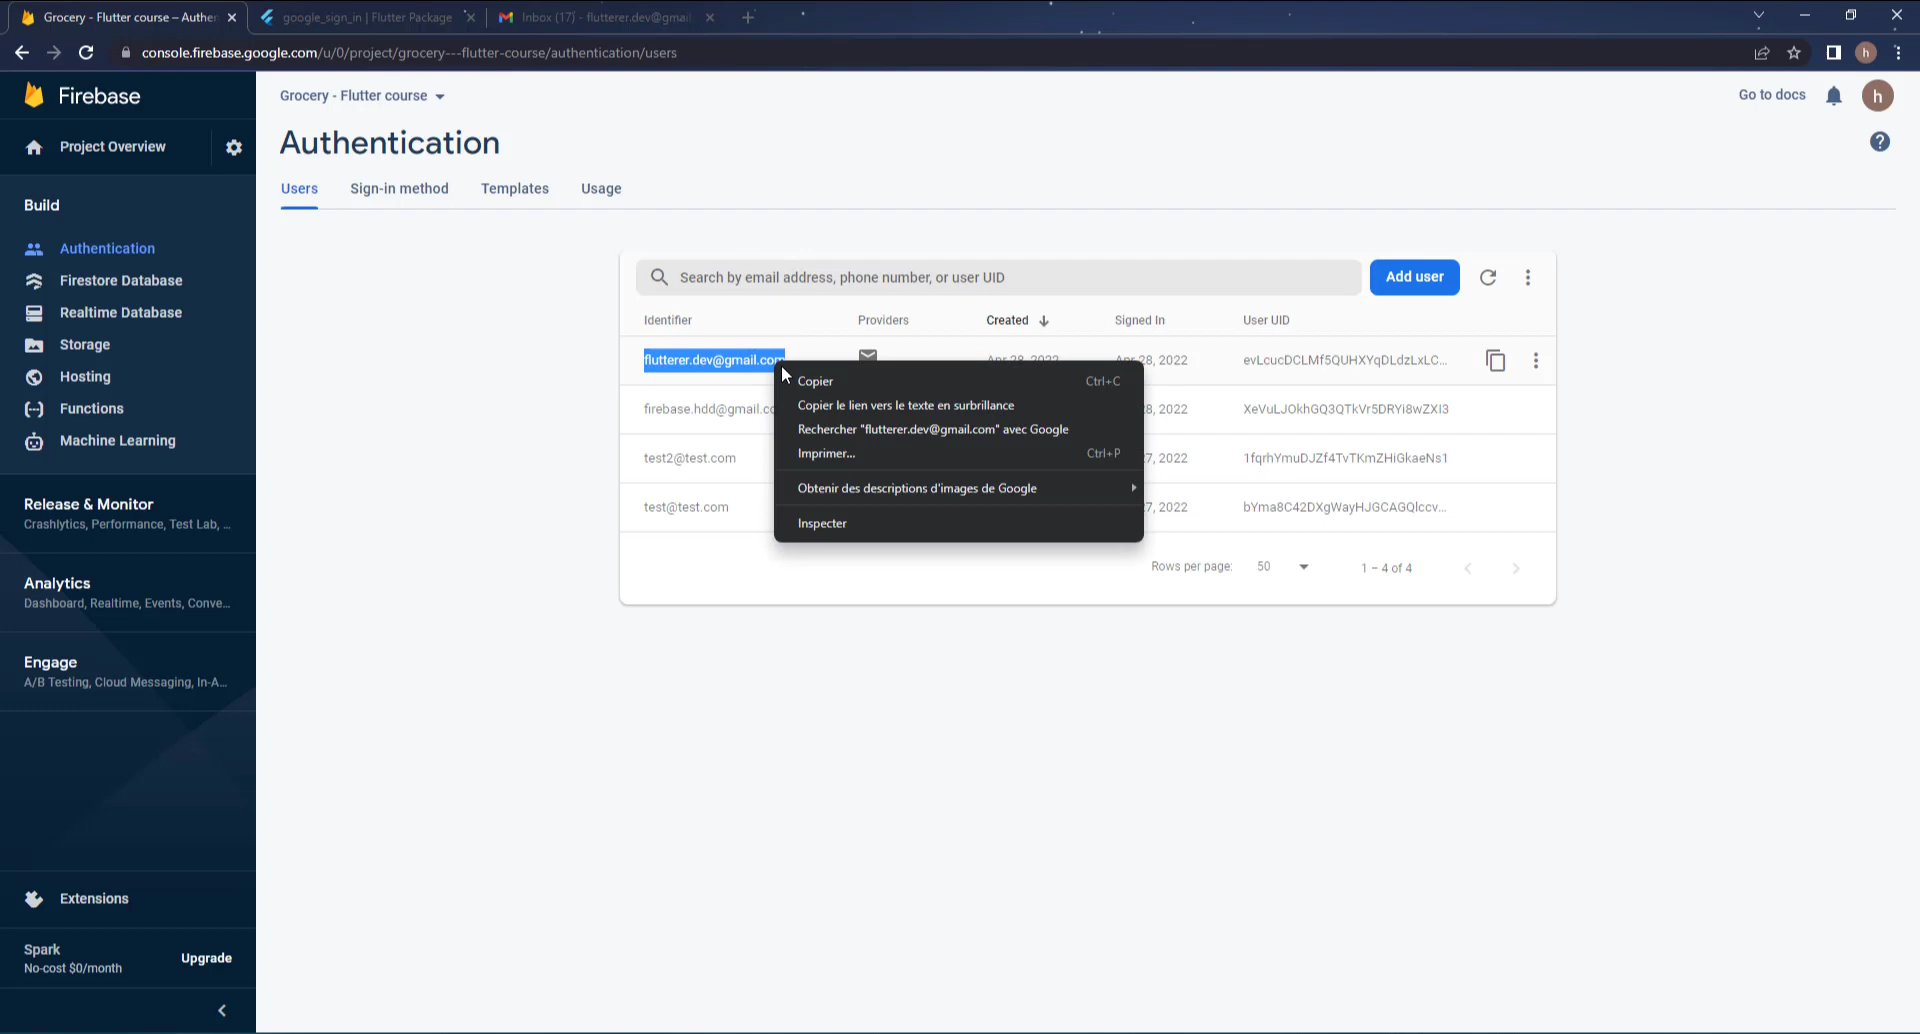 Grocery - Flutter course – Authen
google_sign_in | Flutter Package
Inbox (17) - flutterer.dev@gmail
console.firebase.google.com/u/0/project/grocery---flutter-course/authentication/users
h
Firebase
Grocery - Flutter course
Go to docs
h
Project Overview
Authentication
?
Users
Sign-in method
Templates
Usage
Build
Authentication
Firestore Database
Realtime Database
Storage
Hosting
Functions
Machine Learning
Release & Monitor
Crashlytics, Performance, Test Lab, ...
Analytics
Dashboard, Realtime, Events, Conve...
Engage
A/B Testing, Cloud Messaging, In-A...
Extensions
Spark
No-cost $0/month
Upgrade
Search by email address, phone number, or user UID
Add user
Identifier
Providers
Created
Signed In
User UID
flutterer.dev@gmail.com
Apr 28, 2022
Apr 28, 2022
evLcucDCLMf5QUHXYqDLdzLxLC...
firebase.hdd@gmail.co
8, 2022
XeVuLJOkhGQ3QTkVr5DRYi8wZXI3
test2@test.com
7, 2022
1fqrhYmuDJZf4TvTKmZHiGkaeNs1
test@test.com
7, 2022
bYma8C42DXgWayHJGCAGQlccv...
Copier
Ctrl+C
Copier le lien vers le texte en surbrillance
Rechercher "flutterer.dev@gmail.com" avec Google
Imprimer...
Ctrl+P
Obtenir des descriptions d'images de Google
Inspecter
Rows per page:
50
1 – 4 of 4